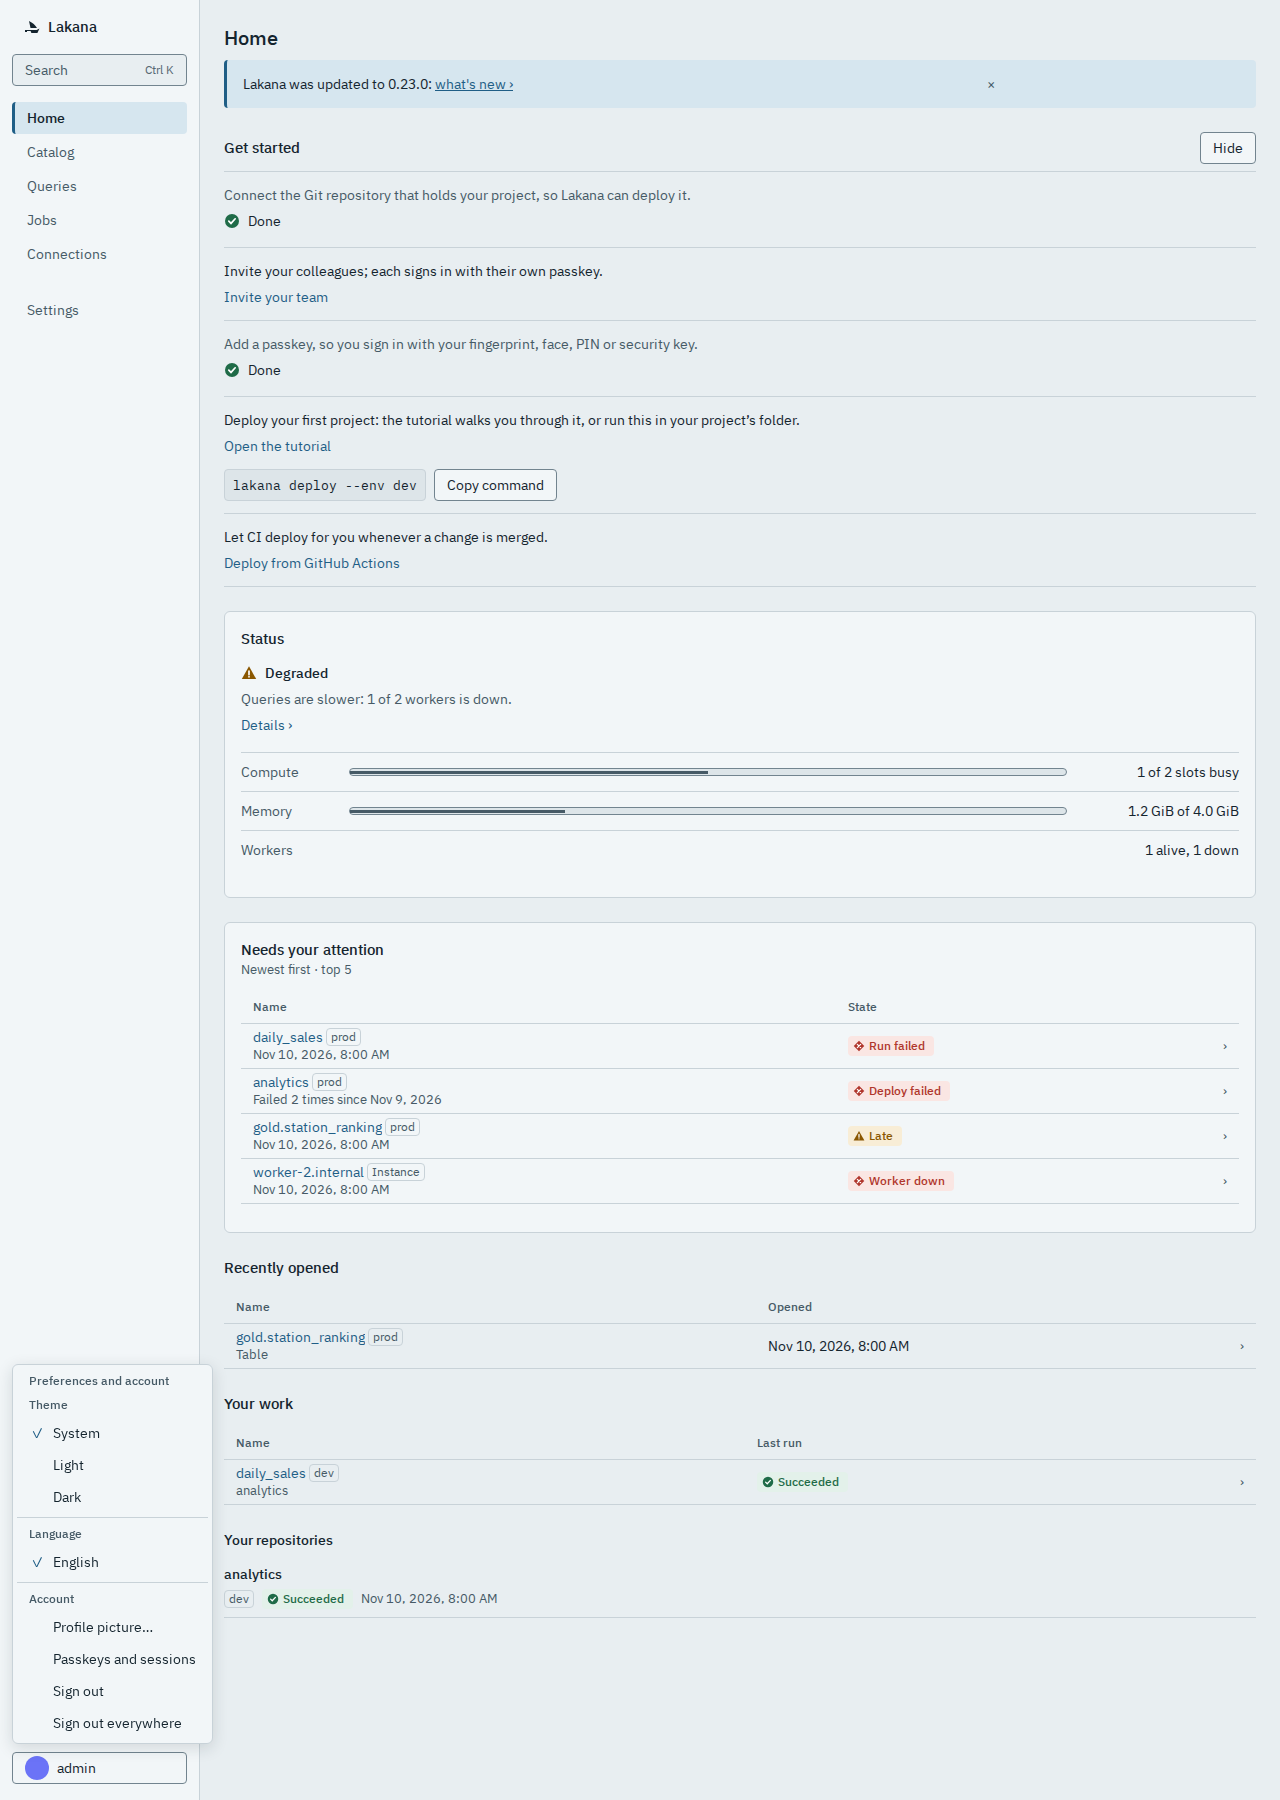 Lakana
Search Ctrl K
Home
Catalog
Queries
Jobs
Connections
Settings
Home
Lakana was updated to 0.23.0: what's new › ×
Get started Hide
Connect the Git repository that holds your project, so Lakana can deploy it.
Done
Invite your colleagues; each signs in with their own passkey.
Invite your team
Add a passkey, so you sign in with your fingerprint, face, PIN or security key.
Done
Deploy your first project: the tutorial walks you through it, or run this in your project’s folder.
Open the tutorial
lakana deploy --env dev Copy command
Let CI deploy for you whenever a change is merged.
Deploy from GitHub Actions
Status
Degraded
Queries are slower: 1 of 2 workers is down.
Details ›
Compute 1 of 2 slots busy
Memory 1.2 GiB of 4.0 GiB
Workers 1 alive, 1 down
Needs your attention
Newest first · top 5
Name State
daily_sales prod Run failed ›
Nov 10, 2026, 8:00 AM
analytics prod Deploy failed ›
Failed 2 times since Nov 9, 2026
gold.station_ranking prod Late ›
Nov 10, 2026, 8:00 AM
worker-2.internal Instance Worker down ›
Nov 10, 2026, 8:00 AM
Recently opened
Name Opened
gold.station_ranking prod Nov 10, 2026, 8:00 AM ›
Table
Your work
Name Last run
daily_sales dev Succeeded ›
analytics
Your repositories
analytics
dev Succeeded Nov 10, 2026, 8:00 AM
Preferences and account
Theme
✓ System
Light
Dark
Language
✓ English
Account
Profile picture…
Passkeys and sessions
Sign out
Sign out everywhere
admin